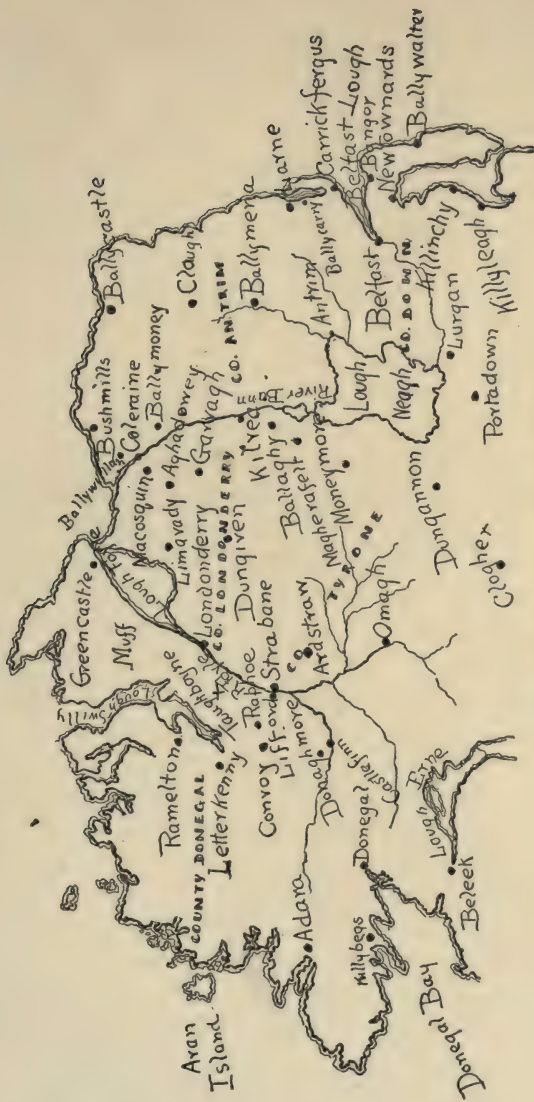 Ballycastle
Bushmills
Coleraine
Ballymoney
Clough
Ballymena
Larne
Carrickfergus
Belfast Lough
Bangor
Newtownards
Ballywalter
Ballycarry
Antrim
Belfast
CO. DOWN
Killinchy
Killyleagh
Lurgan
Portadown
CO. ANTRIM
Lough
Neagh
River Bann
Macosquin
Aghadowey
Garvagh
Kilrea
Ballaghy
Magherafelt
Moneymore
Limavady
Londonderry
CO. LONDONDERRY
Dungiven
Greencastle
Lough Foyle
Muff
Lough Swilly
Ramelton
COUNTY DONEGAL
Letterkenny
Taughboyne
Raphoe
Convoy
Lifford
Strabane
Donaghmore
Castlefinn
CO. TYRONE
Ardstraw
Omagh
Dungannon
Clogher
Aran
Island
Adara
Killybegs
Donegal
Donegal Bay
Beleek
Lough Erne